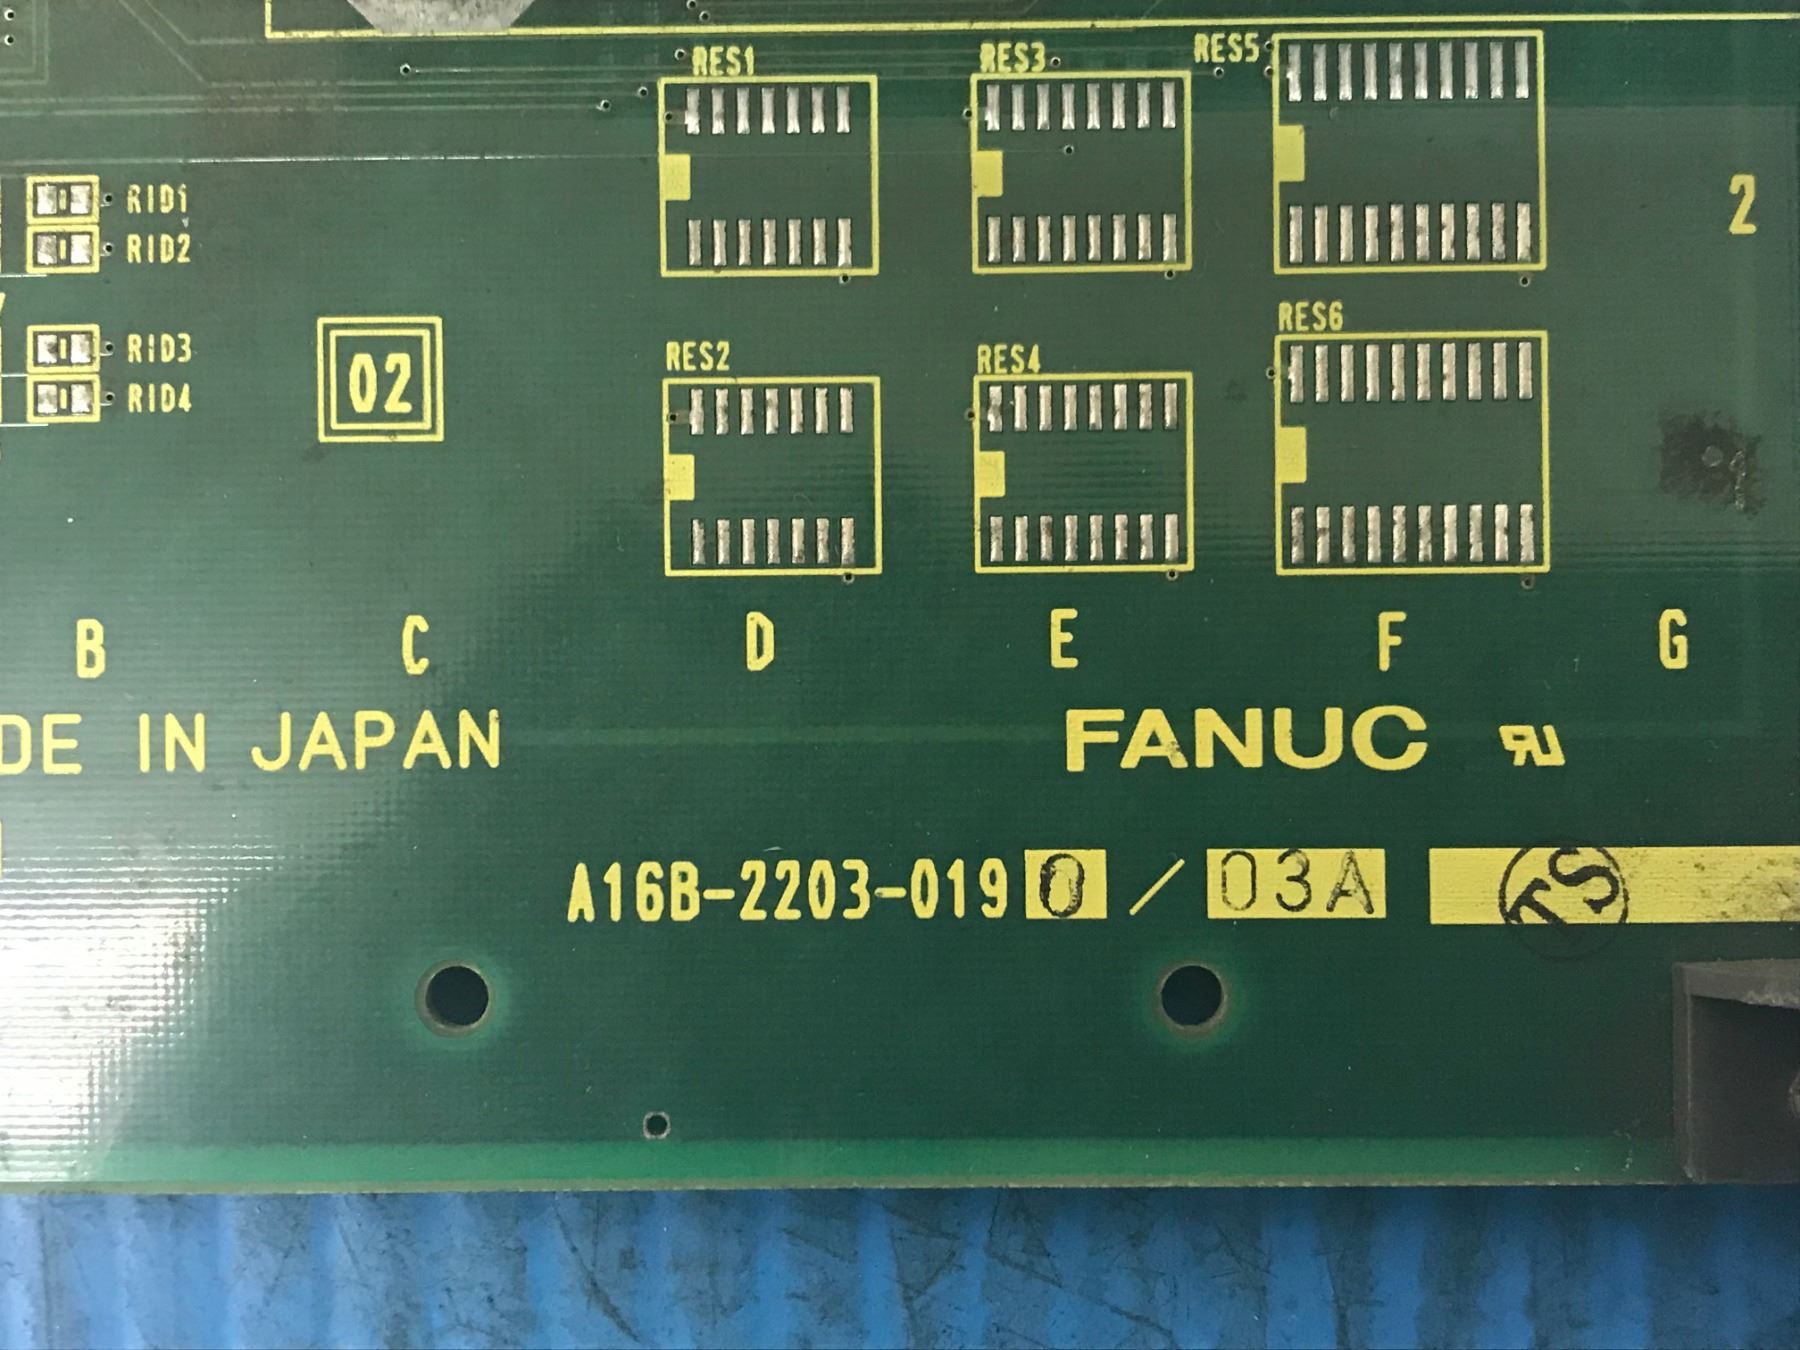 RES1
RES3
RES5
RID1
RID2
2
RES6
RID3
RID4
02
RES2
RES4
B C D E F G
DE IN JAPAN
FANUC
A16B-2203-0190/03A
TS